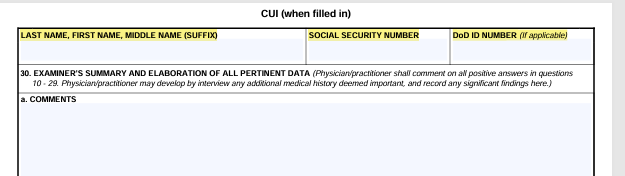 CUI (when filled in)
LAST NAME, FIRST NAME, MIDDLE NAME (SUFFIX)
SOCIAL SECURITY NUMBER
DoD ID NUMBER (If applicable)
30. EXAMINER'S SUMMARY AND ELABORATION OF ALL PERTINENT DATA (Physician/practitioner shall comment on all positive answers in questions
10 - 29. Physician/practitioner may develop by interview any additional medical history deemed important, and record any significant findings here.)
a. COMMENTS